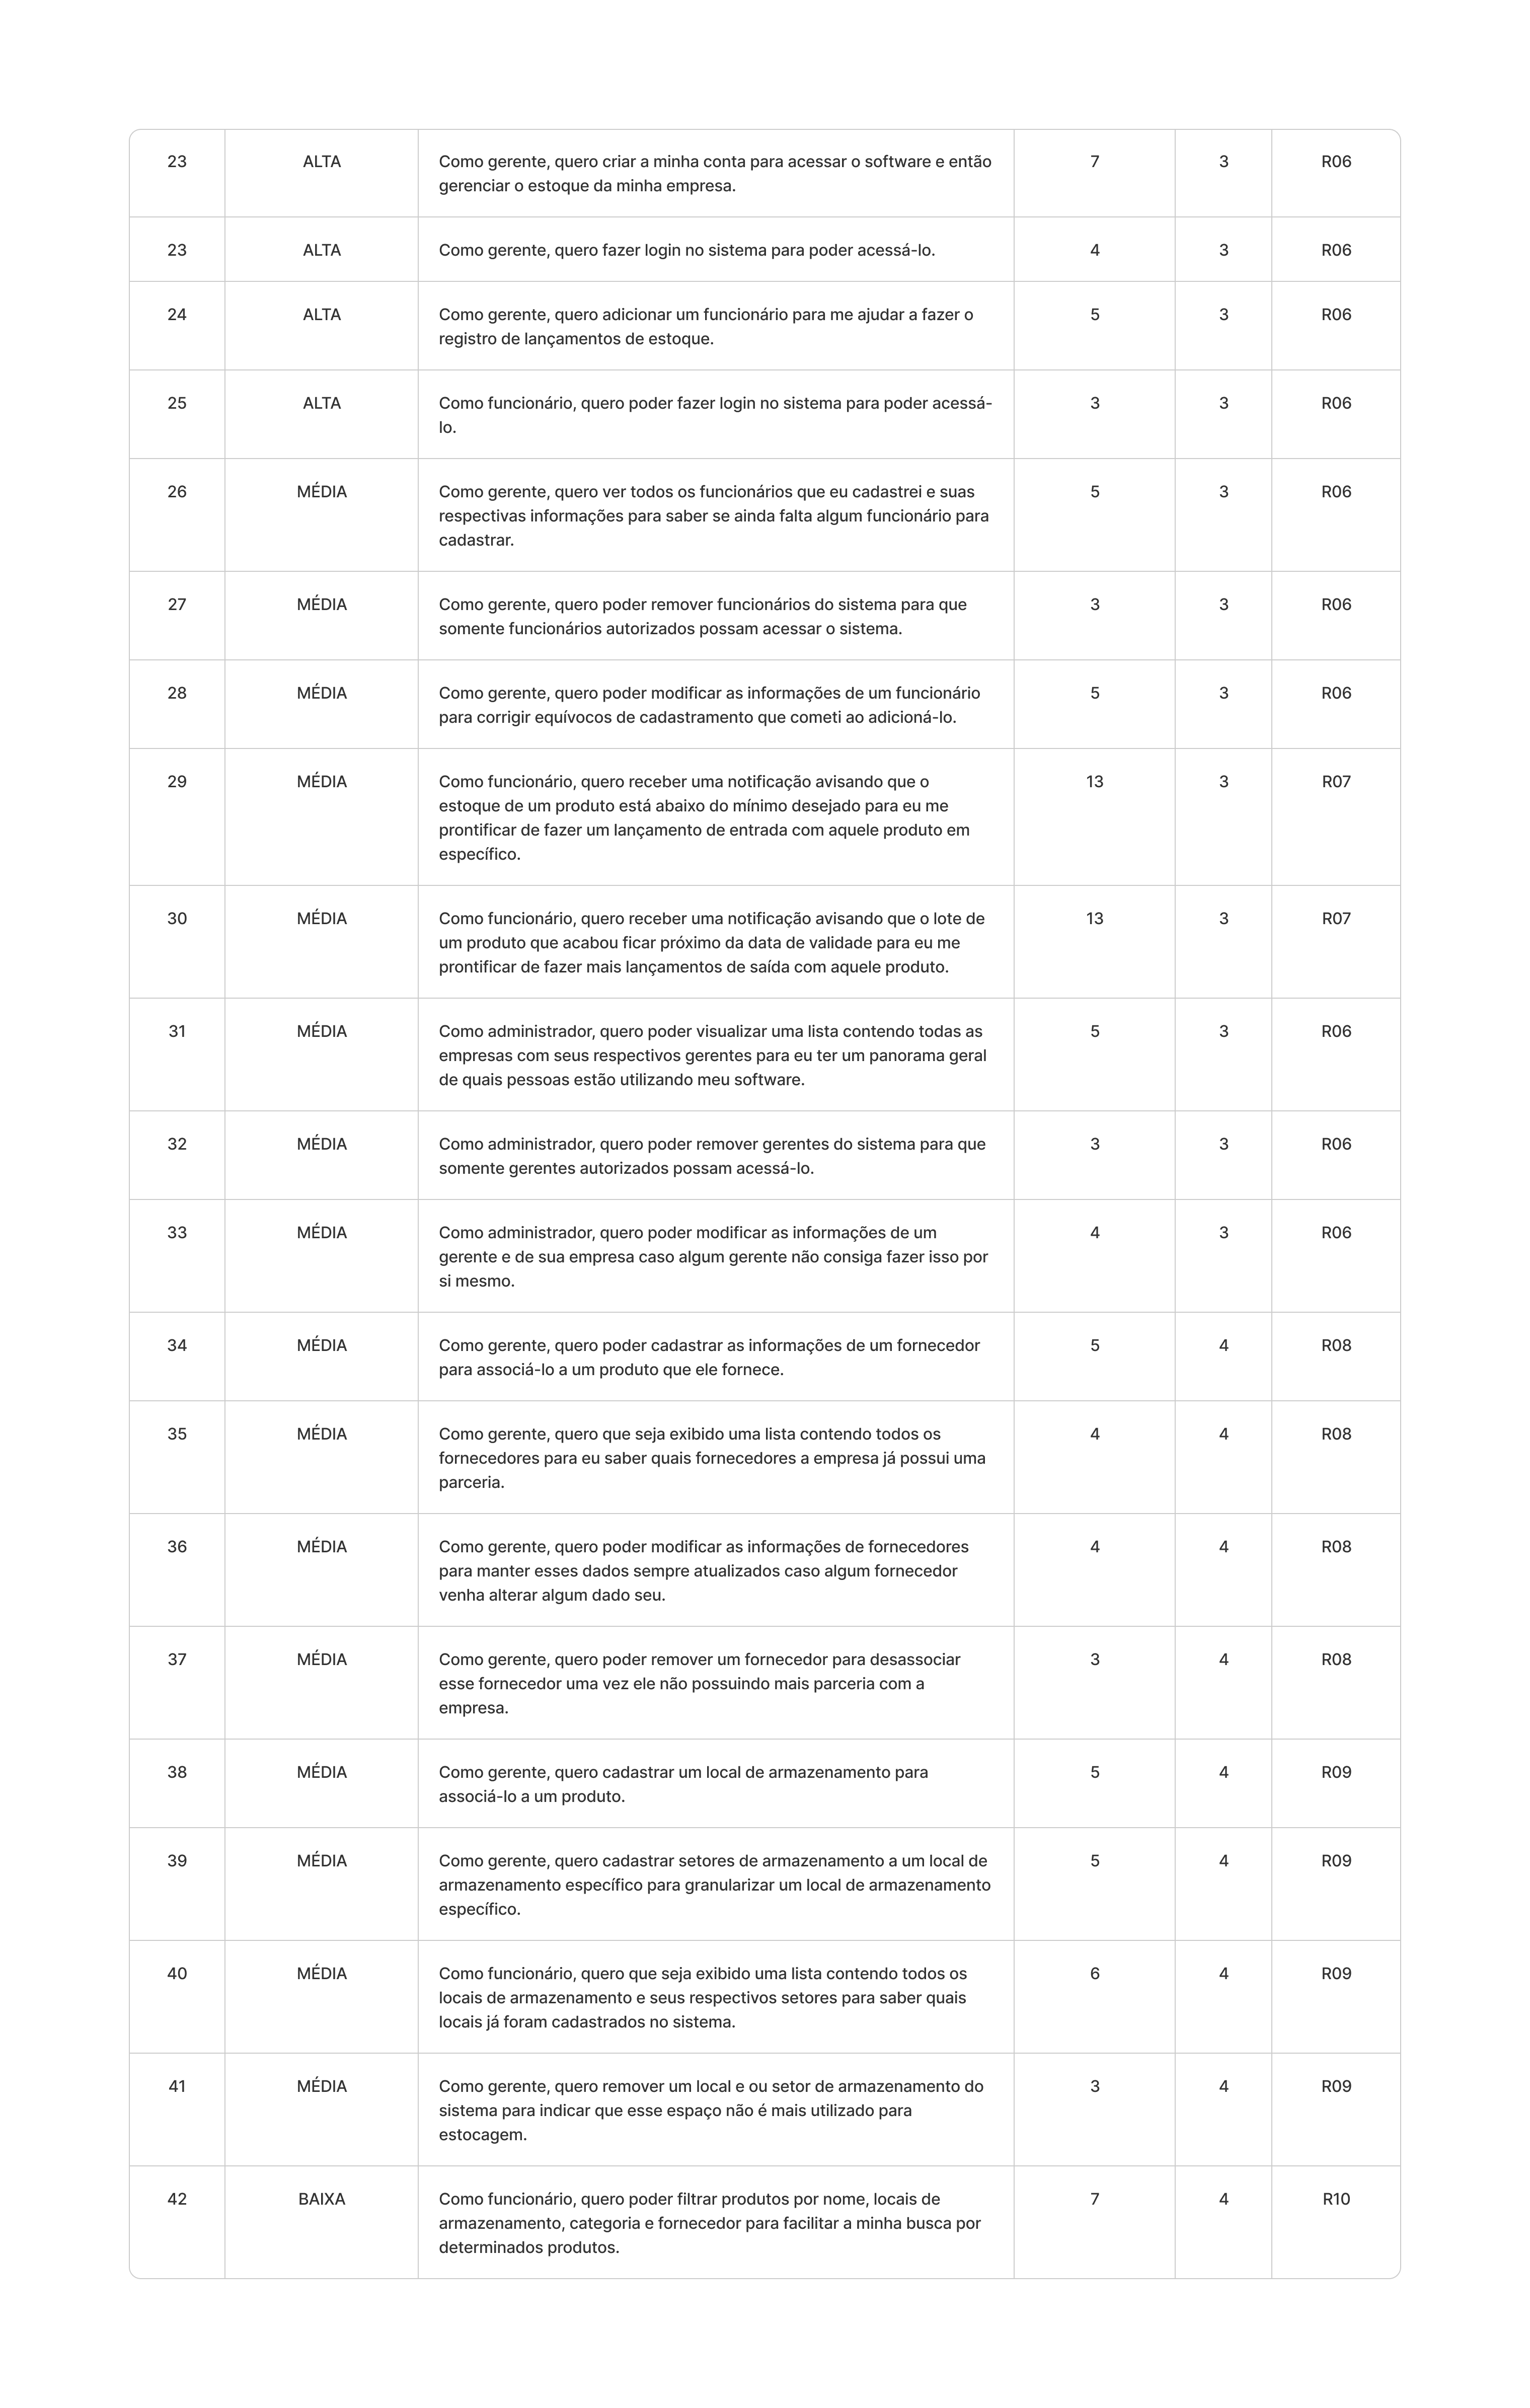 23 ALTA Como gerente, quero criar a minha conta para acessar o software e então 7 3 R06
gerenciar o estoque da minha empresa.
23 ALTA Como gerente, quero fazer login no sistema para poder acessá-lo. 4 3 R06
24 ALTA Como gerente, quero adicionar um funcionário para me ajudar a fazer o 5 3 R06
registro de lançamentos de estoque.
25 ALTA Como funcionário, quero poder fazer login no sistema para poder acessá- 3 3 R06
lo.
26 MÉDIA Como gerente, quero ver todos os funcionários que eu cadastrei e suas 5 3 R06
respectivas informações para saber se ainda falta algum funcionário para
cadastrar.
27 MÉDIA Como gerente, quero poder remover funcionários do sistema para que 3 3 R06
somente funcionários autorizados possam acessar o sistema.
28 MÉDIA Como gerente, quero poder modificar as informações de um funcionário 5 3 R06
para corrigir equívocos de cadastramento que cometi ao adicioná-lo.
29 MÉDIA Como funcionário, quero receber uma notificação avisando que o 13 3 R07
estoque de um produto está abaixo do mínimo desejado para eu me
prontificar de fazer um lançamento de entrada com aquele produto em
específico.
30 MÉDIA Como funcionário, quero receber uma notificação avisando que o lote de 13 3 R07
um produto que acabou ficar próximo da data de validade para eu me
prontificar de fazer mais lançamentos de saída com aquele produto.
31 MÉDIA Como administrador, quero poder visualizar uma lista contendo todas as 5 3 R06
empresas com seus respectivos gerentes para eu ter um panorama geral
de quais pessoas estão utilizando meu software.
32 MÉDIA Como administrador, quero poder remover gerentes do sistema para que 3 3 R06
somente gerentes autorizados possam acessá-lo.
33 MÉDIA Como administrador, quero poder modificar as informações de um 4 3 R06
gerente e de sua empresa caso algum gerente não consiga fazer isso por
si mesmo.
34 MÉDIA Como gerente, quero poder cadastrar as informações de um fornecedor 5 4 R08
para associá-lo a um produto que ele fornece.
35 MÉDIA Como gerente, quero que seja exibido uma lista contendo todos os 4 4 R08
fornecedores para eu saber quais fornecedores a empresa já possui uma
parceria.
36 MÉDIA Como gerente, quero poder modificar as informações de fornecedores 4 4 R08
para manter esses dados sempre atualizados caso algum fornecedor
venha alterar algum dado seu.
37 MÉDIA Como gerente, quero poder remover um fornecedor para desassociar 3 4 R08
esse fornecedor uma vez ele não possuindo mais parceria com a
empresa.
38 MÉDIA Como gerente, quero cadastrar um local de armazenamento para 5 4 R09
associá-lo a um produto.
39 MÉDIA Como gerente, quero cadastrar setores de armazenamento a um local de 5 4 R09
armazenamento específico para granularizar um local de armazenamento
específico.
40 MÉDIA Como funcionário, quero que seja exibido uma lista contendo todos os 6 4 R09
locais de armazenamento e seus respectivos setores para saber quais
locais já foram cadastrados no sistema.
41 MÉDIA Como gerente, quero remover um local e ou setor de armazenamento do 3 4 R09
sistema para indicar que esse espaço não é mais utilizado para
estocagem.
42 BAIXA Como funcionário, quero poder filtrar produtos por nome, locais de 7 4 R10
armazenamento, categoria e fornecedor para facilitar a minha busca por
determinados produtos.